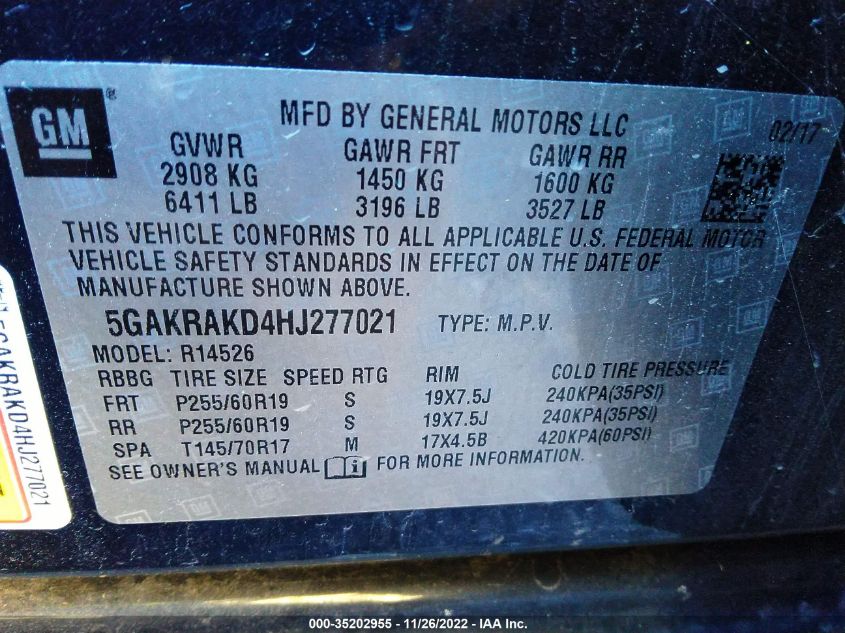 GM
®
MFD BY GENERAL MOTORS LLC
02/17
GVWR GAWR FRT GAWR RR
2908 KG 1450 KG 1600 KG
6411 LB 3196 LB 3527 LB
THIS VEHICLE CONFORMS TO ALL APPLICABLE U.S. FEDERAL MOTOR
VEHICLE SAFETY STANDARDS IN EFFECT ON THE DATE OF
MANUFACTURE SHOWN ABOVE.
5GAKRAKD4HJ277021 TYPE: M.P.V.
MODEL: R14526
RBBG TIRE SIZE SPEED RTG RIM COLD TIRE PRESSURE
FRT P255/60R19 S 19X7.5J 240KPA(35PSI)
RR P255/60R19 S 19X7.5J 240KPA(35PSI)
SPA T145/70R17 M 17X4.5B 420KPA(60PSI)
SEE OWNER'S MANUAL FOR MORE INFORMATION.
5GAKRAKD4HJ277021
000-35202955 - 11/26/2022 - IAA Inc.